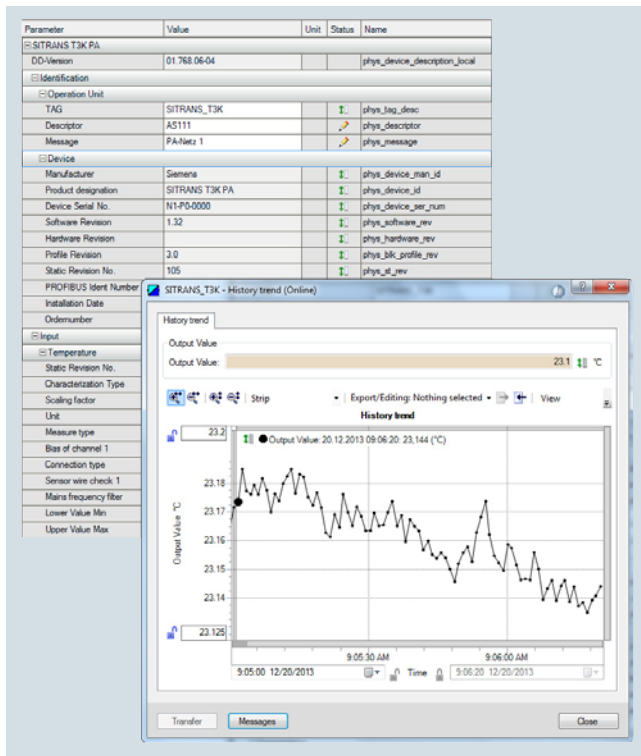 Parameter Value Unit Status Name
SITRANS T3K PA
DD-Version 01.768.06-04 phys_device_description_local
Identification
Operation Unit
TAG SITRANS_T3K phys_tag_desc
Descriptor AS111 phys_descriptor
Message PA-Netz 1 phys_message
Device
Manufacturer Siemens phys_device_man_id
Product designation SITRANS T3K PA phys_device_id
Device Serial No. N1-P0-0000 phys_device_ser_num
Software Revision 1.32 phys_software_rev
Hardware Revision phys_hardware_rev
Profile Revision 3.0 phys_blk_profile_rev
Static Revision No. 105 phys_st_rev
PROFIBUS Ident Number
Installation Date
Ordernumber
Input
Temperature
Static Revision No.
Characterization Type
Scaling factor
Unit
Measure type
Bias of channel 1
Connection type
Sensor wire check 1
Mains frequency filter
Lower Value Min
Upper Value Max
SITRANS_T3K - History trend (Online)
History trend
Output Value
Output Value: 23.1 °C
Strip Export/Editing: Nothing selected View
History trend
Output Value: 20.12.2013 09:06:20: 23,144 (°C)
Output Value °C
23.2
23.18
23.17
23.16
23.15
23.14
23.125
9:05:30 AM 9:06:00 AM
9:05:00 12/20/2013 Time 9:06:20 12/20/2013
Transfer Messages Close